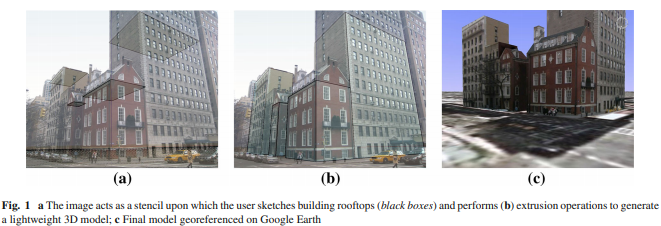 (a)
(b)
(c)
Fig. 1 a The image acts as a stencil upon which the user sketches building rooftops (black boxes) and performs (b) extrusion operations to generate
a lightweight 3D model; c Final model georeferenced on Google Earth